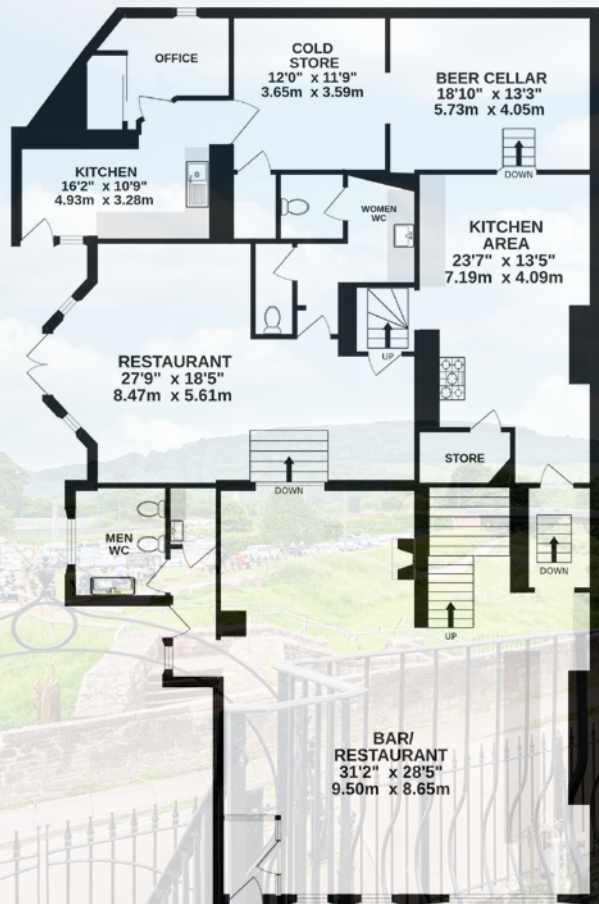 OFFICE
COLD
STORE
12'0" x 11'9"
3.65m x 3.59m
BEER CELLAR
18'10" x 13'3"
5.73m x 4.05m
DOWN
KITCHEN
16'2" x 10'9"
4.93m x 3.28m
WOMEN
WC
KITCHEN
AREA
23'7" x 13'5"
7.19m x 4.09m
UP
RESTAURANT
27'9" x 18'5"
8.47m x 5.61m
STORE
DOWN
MEN
WC
DOWN
UP
BAR/
RESTAURANT
31'2" x 28'5"
9.50m x 8.65m